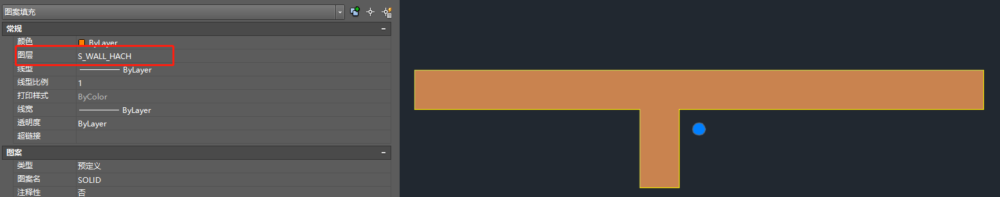 图案填充
常规
颜色 ByLayer
图层 S_WALL_HACH
线型 ByLayer
线型比例 1
打印样式 ByColor
线宽 ByLayer
透明度 ByLayer
超链接
图案
类型 预定义
图案名 SOLID
注释性 否